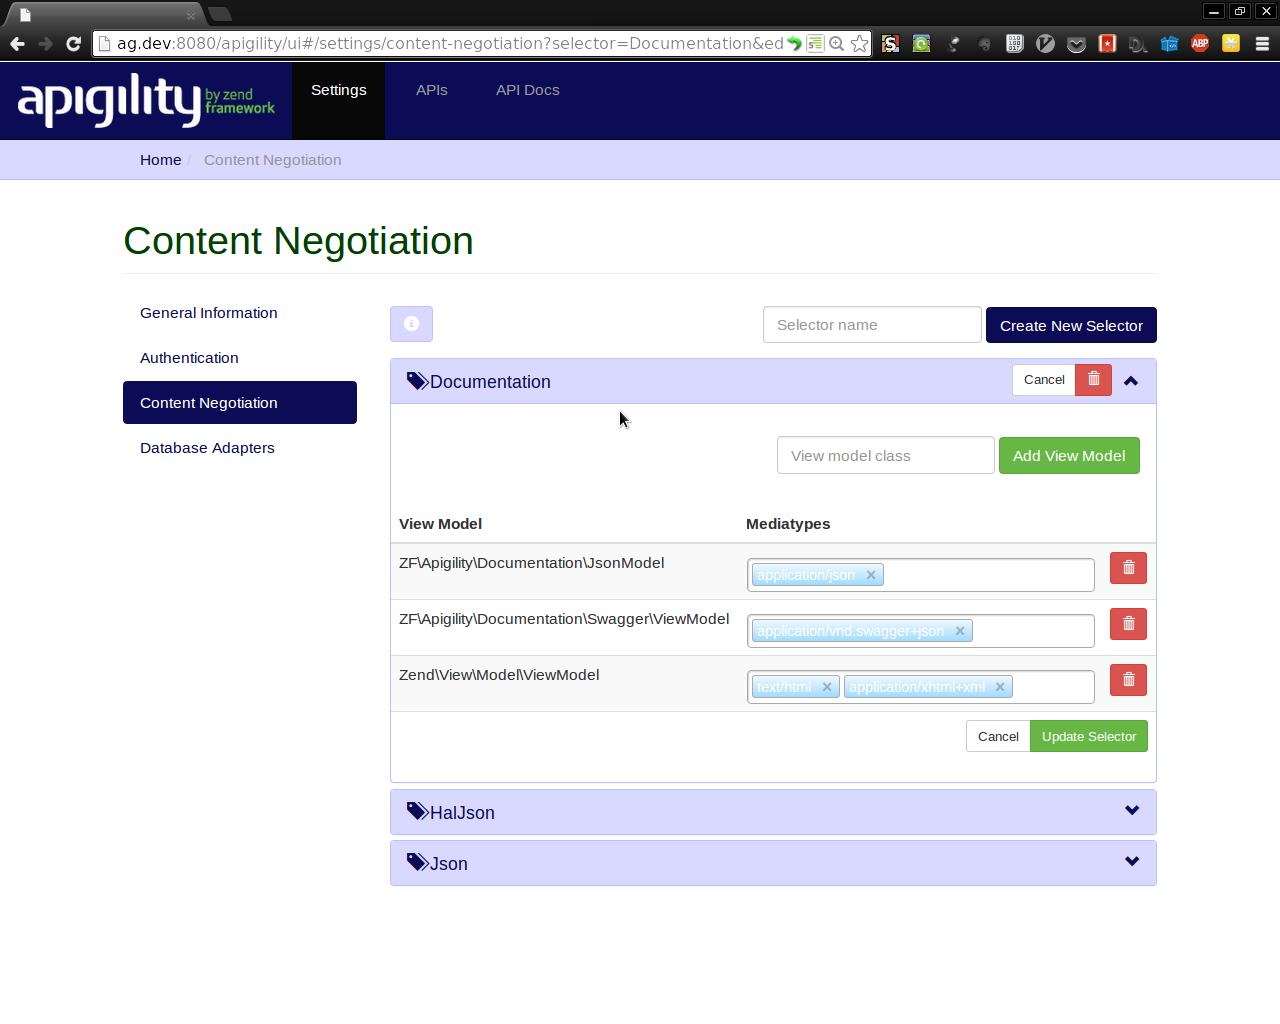 ag.dev:8080/apigility/ui#/settings/content-negotiation?selector=Documentation&ed
apigility by zend framework
Settings
APIs
API Docs
Home / Content Negotiation
Content Negotiation
General Information
Authentication
Content Negotiation
Database Adapters
Selector name
Create New Selector
Documentation
Cancel
View model class
Add View Model
View Model
Mediatypes
ZF\Apigility\Documentation\JsonModel
application/json ×
ZF\Apigility\Documentation\Swagger\ViewModel
application/vnd.swagger+json ×
Zend\View\Model\ViewModel
text/html × application/xhtml+xml ×
Cancel
Update Selector
HalJson
Json